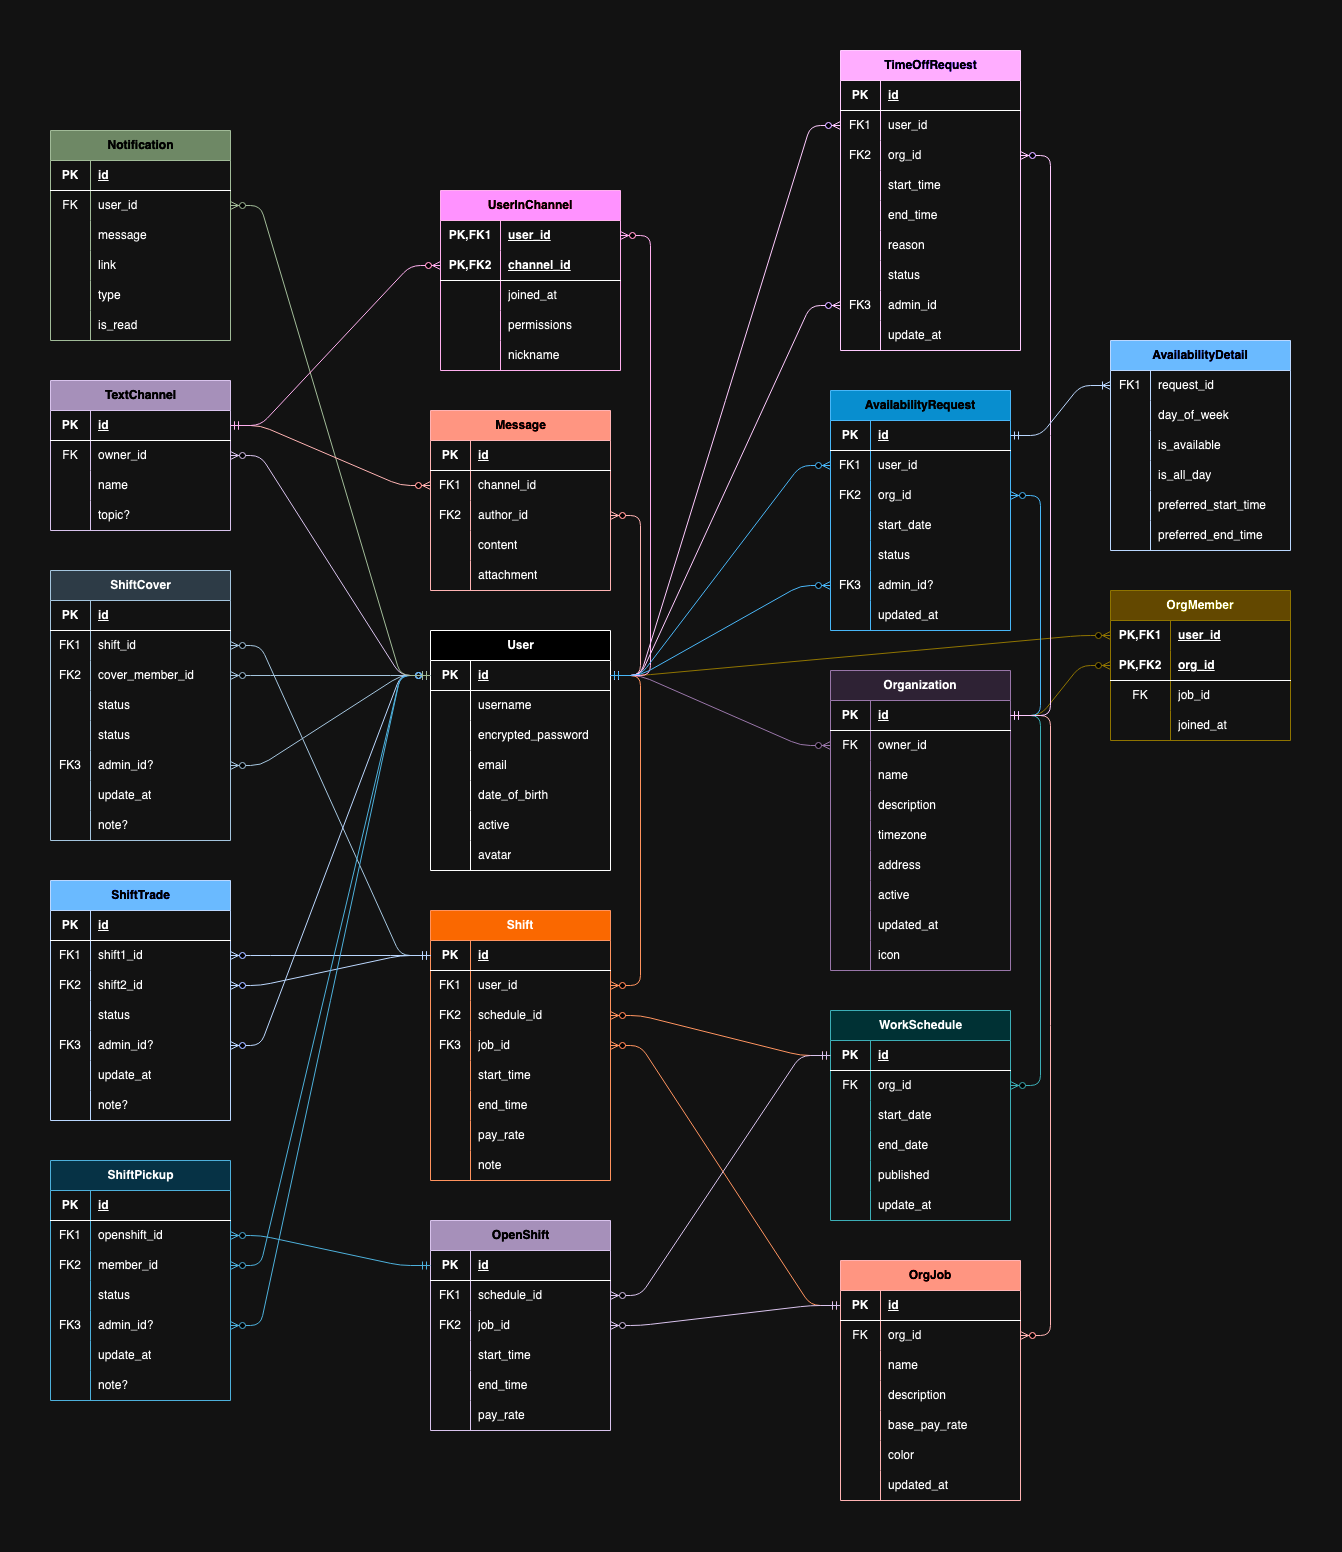 Notification
PK id
FK user_id
message
link
type
is_read
TextChannel
PK id
FK owner_id
name
topic?
ShiftCover
PK id
FK1 shift_id
FK2 cover_member_id
status
status
FK3 admin_id?
update_at
note?
ShiftTrade
PK id
FK1 shift1_id
FK2 shift2_id
status
FK3 admin_id?
update_at
note?
ShiftPickup
PK id
FK1 openshift_id
FK2 member_id
status
FK3 admin_id?
update_at
note?
UserInChannel
PK,FK1 user_id
PK,FK2 channel_id
joined_at
permissions
nickname
Message
PK id
FK1 channel_id
FK2 author_id
content
attachment
User
PK id
username
encrypted_password
email
date_of_birth
active
avatar
Shift
PK id
FK1 user_id
FK2 schedule_id
FK3 job_id
start_time
end_time
pay_rate
note
OpenShift
PK id
FK1 schedule_id
FK2 job_id
start_time
end_time
pay_rate
TimeOffRequest
PK id
FK1 user_id
FK2 org_id
start_time
end_time
reason
status
FK3 admin_id
update_at
AvailabilityRequest
PK id
FK1 user_id
FK2 org_id
start_date
status
FK3 admin_id?
updated_at
Organization
PK id
FK owner_id
name
description
timezone
address
active
updated_at
icon
WorkSchedule
PK id
FK org_id
start_date
end_date
published
update_at
OrgJob
PK id
FK org_id
name
description
base_pay_rate
color
updated_at
AvailabilityDetail
FK1 request_id
day_of_week
is_available
is_all_day
preferred_start_time
preferred_end_time
OrgMember
PK,FK1 user_id
PK,FK2 org_id
FK job_id
joined_at